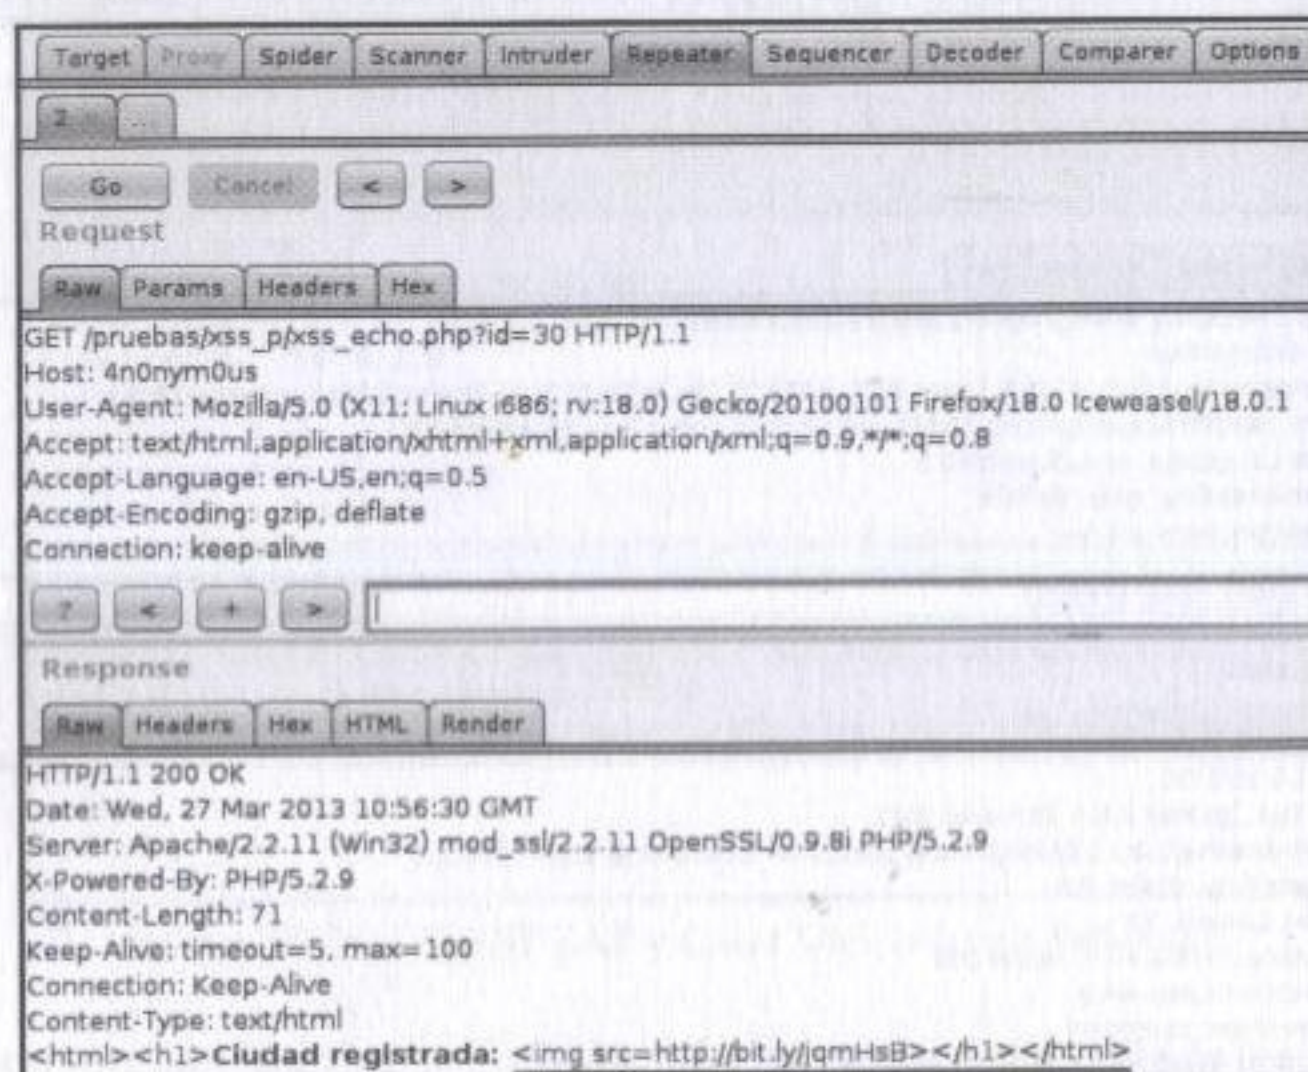 Target Proxy Spider Scanner Intruder Repeater Sequencer Decoder Comparer Options
2 ...
Go Cancel < >
Request
Raw Params Headers Hex
GET /pruebas/xss_p/xss_echo.php?id=30 HTTP/1.1
Host: 4n0nym0us
User-Agent: Mozilla/5.0 (X11; Linux i686; rv:18.0) Gecko/20100101 Firefox/18.0 Iceweasel/18.0.1
Accept: text/html,application/xhtml+xml,application/xml;q=0.9,*/*;q=0.8
Accept-Language: en-US,en;q=0.5
Accept-Encoding: gzip, deflate
Connection: keep-alive
? < + >
Response
Raw Headers Hex HTML Render
HTTP/1.1 200 OK
Date: Wed, 27 Mar 2013 10:56:30 GMT
Server: Apache/2.2.11 (Win32) mod_ssl/2.2.11 OpenSSL/0.9.8i PHP/5.2.9
X-Powered-By: PHP/5.2.9
Content-Length: 71
Keep-Alive: timeout=5, max=100
Connection: Keep-Alive
Content-Type: text/html
<html><h1>Ciudad registrada: <img src=http://bit.ly/jqmHsB></h1></html>